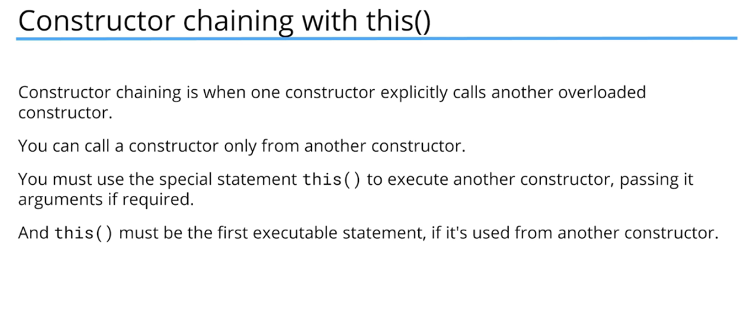 Constructor chaining with this()
Constructor chaining is when one constructor explicitly calls another overloaded
constructor.
You can call a constructor only from another constructor.
You must use the special statement this() to execute another constructor, passing it
arguments if required.
And this() must be the first executable statement, if it's used from another constructor.